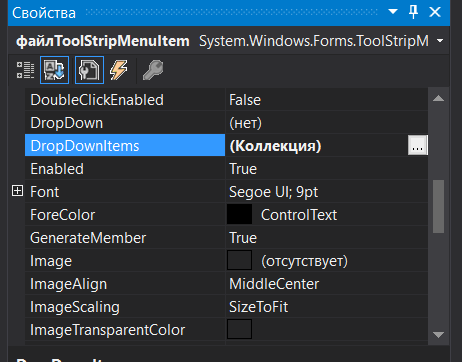 Свойства
файлToolStripMenuItem System.Windows.Forms.ToolStripM
DoubleClickEnabled False
DropDown (нет)
DropDownItems (Коллекция) ...
Enabled True
Font Segoe UI; 9pt
ForeColor ControlText
GenerateMember True
Image (отсутствует)
ImageAlign MiddleCenter
ImageScaling SizeToFit
ImageTransparentColor